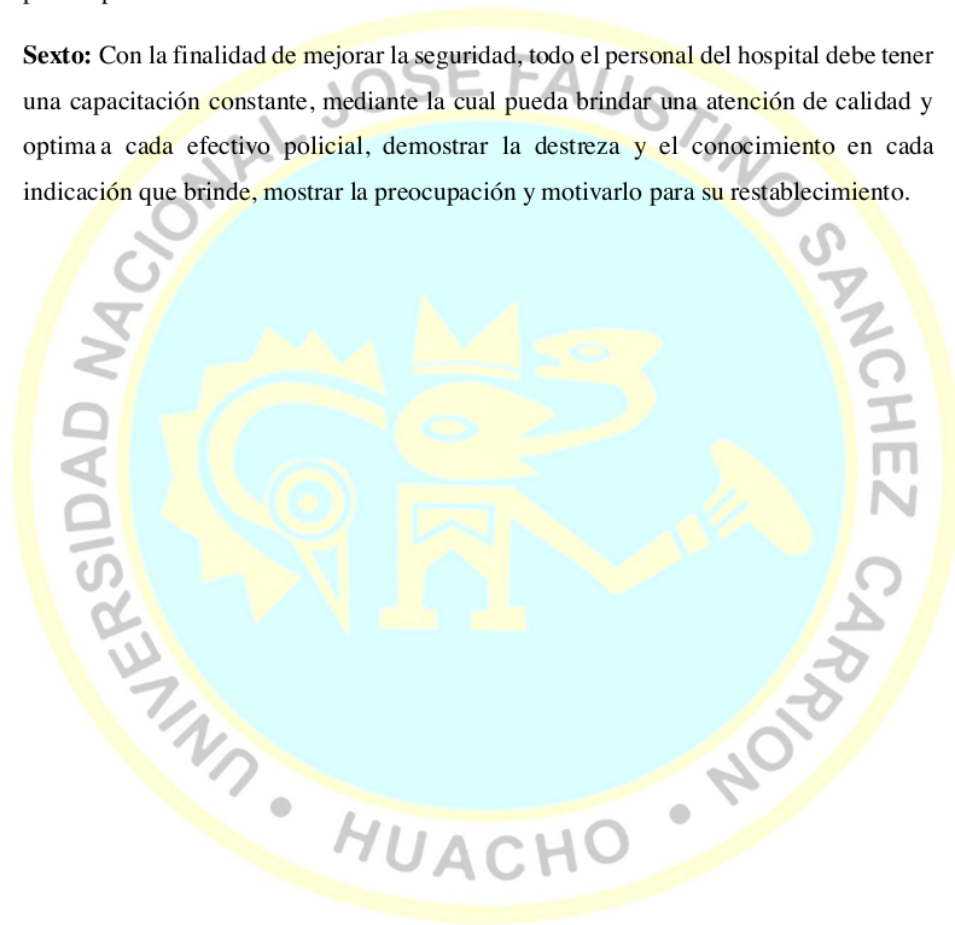 Sexto: Con la finalidad de mejorar la seguridad, todo el personal del hospital debe tener
una capacitación constante, mediante la cual pueda brindar una atención de calidad y
optima a cada efectivo policial, demostrar la destreza y el conocimiento en cada
indicación que brinde, mostrar la preocupación y motivarlo para su restablecimiento.
UNIVERSIDAD NACIONAL JOSE FAUSTINO SANCHEZ CARRION
• HUACHO •